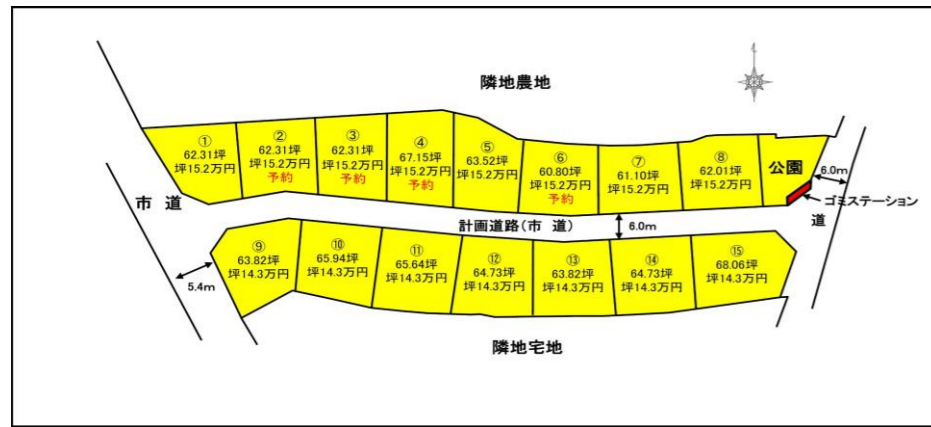 隣地農地
①
62.31坪
坪15.2万円
②
62.31坪
坪15.2万円
予約
③
62.31坪
坪15.2万円
予約
④
67.15坪
坪15.2万円
予約
⑤
63.52坪
坪15.2万円
⑥
60.80坪
坪15.2万円
予約
⑦
61.10坪
坪15.2万円
⑧
62.01坪
坪15.2万円
公園
6.0m
ゴミステーション
市 道
計画道路(市 道)
6.0m
道
⑨
63.82坪
坪14.3万円
⑩
65.94坪
坪14.3万円
⑪
65.64坪
坪14.3万円
⑫
64.73坪
坪14.3万円
⑬
63.82坪
坪14.3万円
⑭
64.73坪
坪14.3万円
⑮
68.06坪
坪14.3万円
5.4m
隣地宅地